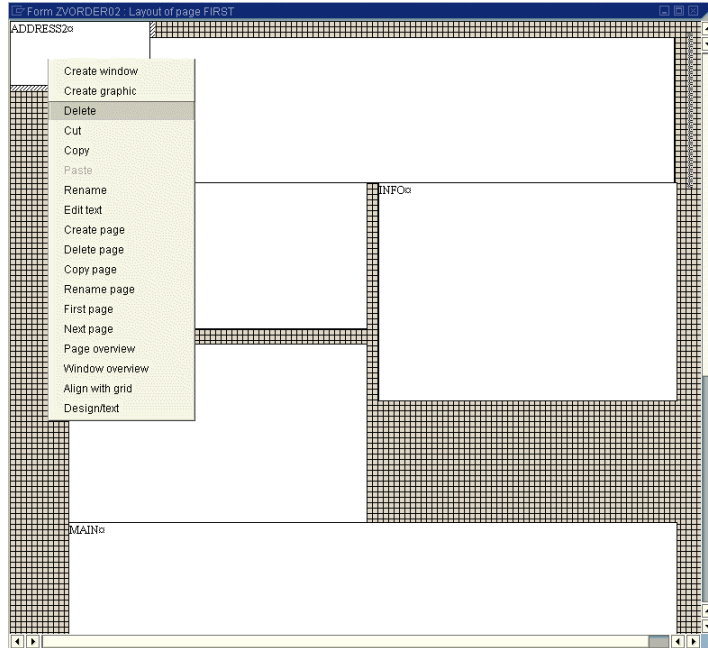 Form ZVORDER02 : Layout of page FIRST
ADDRESS2¤
Create window
Create graphic
Delete
Cut
Copy
Paste
Rename
Edit text
Create page
Delete page
Copy page
Rename page
First page
Next page
Page overview
Window overview
Align with grid
Design/text
INFO¤
MAIN¤